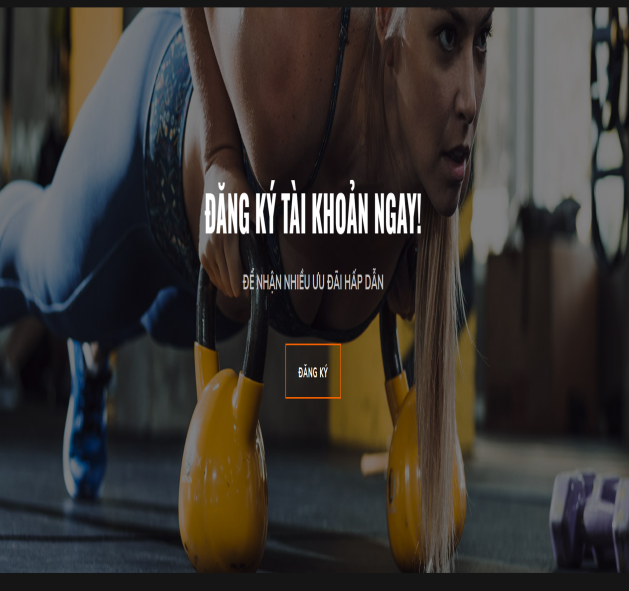 ĐĂNG KÝ TÀI KHOẢN NGAY!
ĐỂ NHẬN NHIỀU ƯU ĐÃI HẤP DẪN
ĐĂNG KÝ